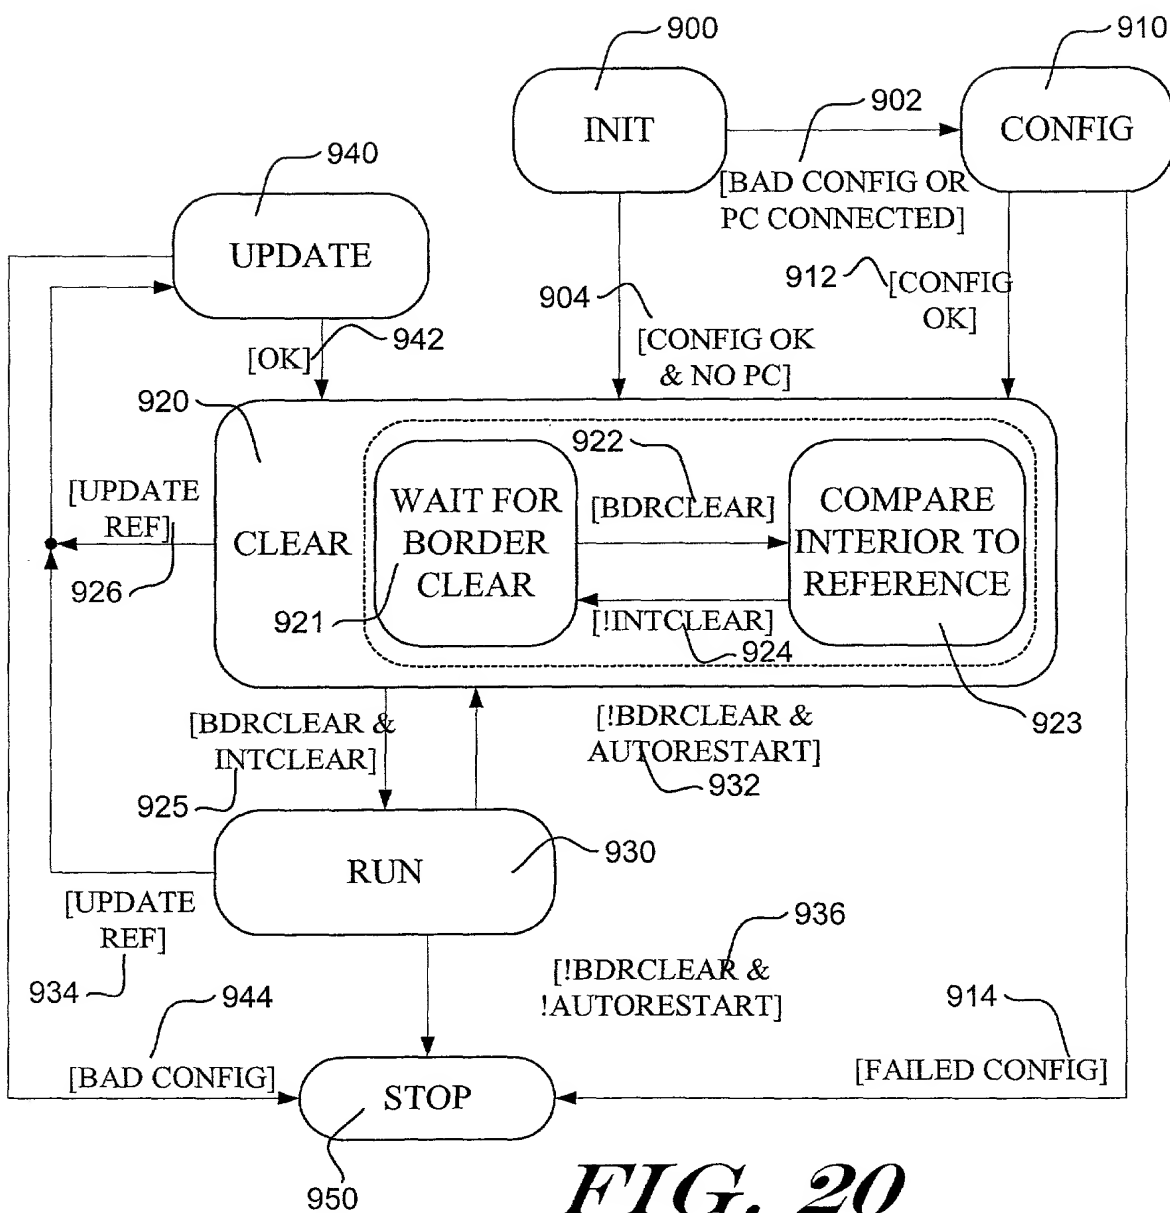 900
910
INIT
902
CONFIG
[BAD CONFIG OR
PC CONNECTED]
940
UPDATE
912
[CONFIG
OK]
904
[CONFIG OK
& NO PC]
[OK]
942
920
922
[UPDATE
REF]
926
CLEAR
WAIT FOR
BORDER
CLEAR
921
[BDRCLEAR]
COMPARE
INTERIOR TO
REFERENCE
[!INTCLEAR]
924
923
[BDRCLEAR &
INTCLEAR]
925
[!BDRCLEAR &
AUTORESTART]
932
RUN
930
[UPDATE
REF]
934
936
[!BDRCLEAR &
!AUTORESTART]
944
[BAD CONFIG]
914
[FAILED CONFIG]
STOP
950
FIG. 20